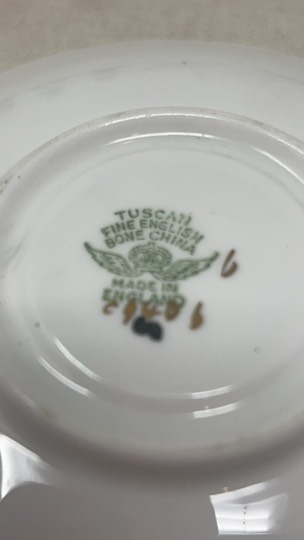 TUSCAN
FINE ENGLISH
BONE CHINA
MADE IN
ENGLAND